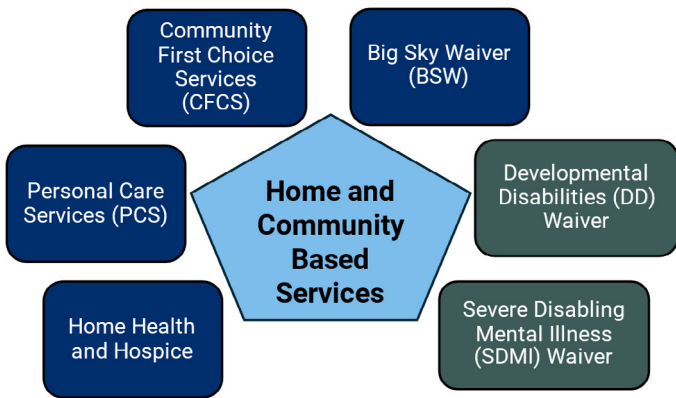 Community
First Choice
Services
(CFCS)
Big Sky Waiver
(BSW)
Personal Care
Services (PCS)
Home and
Community
Based
Services
Developmental
Disabilities (DD)
Waiver
Home Health
and Hospice
Severe Disabling
Mental Illness
(SDMI) Waiver